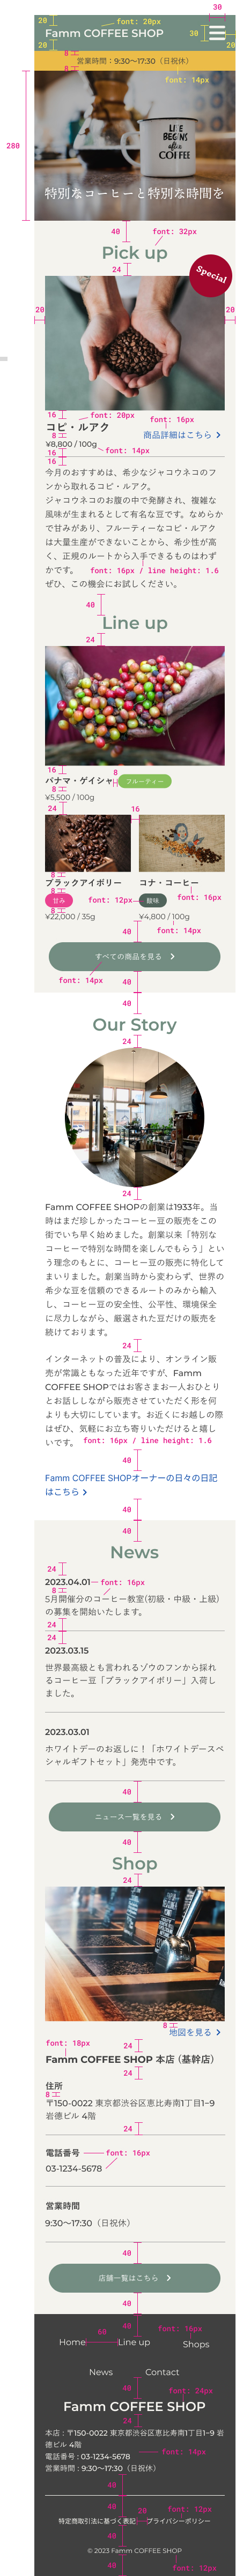 30
20
font: 20px
Famm COFFEE SHOP
30
20
20
8
営業時間：9:30〜17:30（日祝休）
8
font: 14px
280
特別なコーヒーと特別な時間を
40
font: 32px
Pick up
24
Special
20
20
16
font: 20px
コピ・ルアク
font: 16px
8
商品詳細はこちら
¥8,800 / 100g
16
font: 14px
16
今月のおすすめは、希少なジャコウネコのフ
ンから取れるコピ・ルアク。
ジャコウネコのお腹の中で発酵され、複雑な
風味が生まれるとして有名な豆です。なめらか
で甘みがあり、フルーティーなコピ・ルアク
は大量生産ができないことから、希少性が高
く、正規のルートから入手できるものはわず
かです。
font: 16px / line height: 1.6
ぜひ、この機会にお試しください。
40
Line up
24
16
8
パナマ・ゲイシャ
フルーティー
8
¥5,500 / 100g
24
16
8
ブラックアイボリー
コナ・コーヒー
8
font: 16px
甘み
font: 12px
酸味
8
¥22,000 / 35g
¥4,800 / 100g
40
font: 14px
すべての商品を見る
font: 14px
40
40
Our Story
24
24
Famm COFFEE SHOPの創業は1933年。当
時はまだ珍しかったコーヒー豆の販売をこの
街でいち早く始めました。創業以来「特別な
コーヒーで特別な時間を楽しんでもらう」とい
う理念のもとに、コーヒー豆の販売に特化して
まいりました。創業当時から変わらず、世界の
希少な豆を信頼のできるルートのみから輸入
し、コーヒー豆の安全性、公平性、環境保全
に尽力しながら、厳選された豆だけの販売を
続けております。
24
インターネットの普及により、オンライン販
売が常識ともなった近年ですが、Famm
COFFEE SHOPではお客さまお一人おひとり
とお話ししながら販売させていただく形を何
よりも大切にしています。お近くにお越しの際
はぜひ、気軽にお立ち寄りいただけると嬉し
いです。
font: 16px / line height: 1.6
40
Famm COFFEE SHOPオーナーの日々の日記
はこちら
40
40
News
24
2023.04.01
font: 16px
8
5月開催分のコーヒー教室(初級・中級・上級)
の募集を開始いたします。
24
24
2023.03.15
世界最高級とも言われるゾウのフンから採れ
るコーヒー豆「ブラックアイボリー」入荷し
ました。
2023.03.01
ホワイトデーのお返しに！「ホワイトデースペ
シャルギフトセット」発売中です。
40
ニュース一覧を見る
40
Shop
24
8
地図を見る
font: 18px
24
Famm COFFEE SHOP 本店 (基幹店)
24
住所
8
〒150-0022 東京都渋谷区恵比寿南1丁目1−9
岩徳ビル 4階
24
電話番号
font: 16px
03-1234-5678
営業時間
9:30〜17:30（日祝休）
40
店舗一覧はこちら
40
40
font: 16px
60
Home
Line up
Shops
News
Contact
40
font: 24px
Famm COFFEE SHOP
24
本店：〒150-0022 東京都渋谷区恵比寿南1丁目1−9 岩
徳ビル 4階
電話番号 : 03-1234-5678
font: 14px
営業時間 : 9:30〜17:30（日祝休）
40
40
20
font: 12px
特定商取引法に基づく表記
プライバシーポリシー
40
© 2023 Famm COFFEE SHOP
40
font: 12px